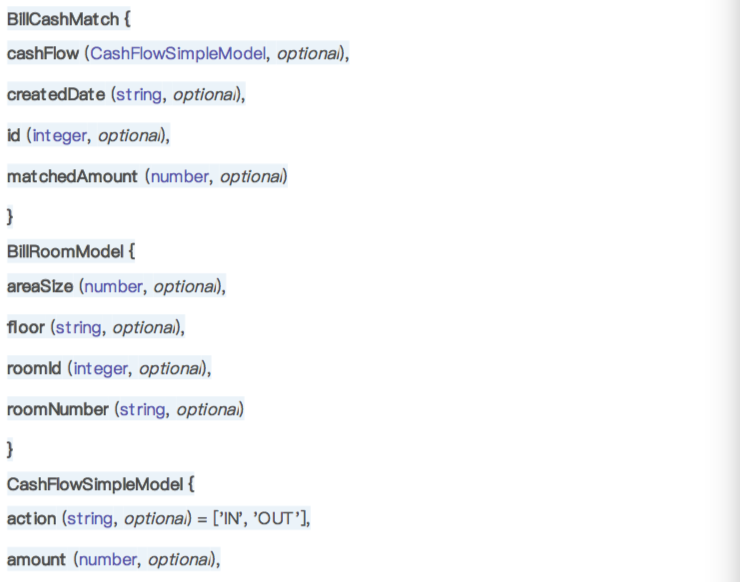 BillCashMatch {
cashFlow (CashFlowSimpleModel, optional),
createdDate (string, optional),
id (integer, optional),
matchedAmount (number, optional)
}
BillRoomModel {
areaSize (number, optional),
floor (string, optional),
roomId (integer, optional),
roomNumber (string, optional)
}
CashFlowSimpleModel {
action (string, optional) = ['IN', 'OUT'],
amount (number, optional),